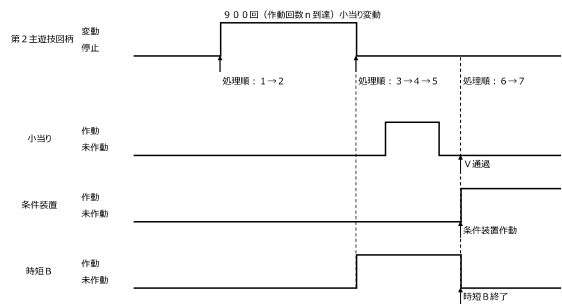 ９００回（作動回数ｎ到達）小当り変動
第２主遊技図柄
変動
停止
処理順：１→２
処理順：３→４→５
処理順：６→７
小当り
作動
未作動
Ｖ通過
条件装置
作動
未作動
条件装置作動
時短Ｂ
作動
未作動
時短Ｂ終了